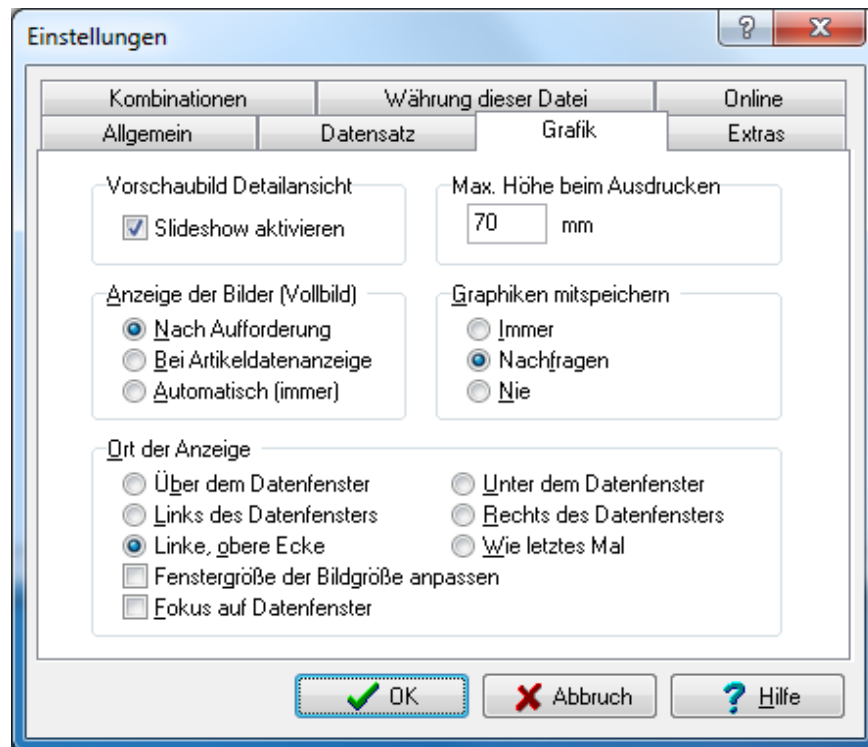 Einstellungen
Kombinationen Währung dieser Datei Online
Allgemein Datensatz Grafik Extras
Vorschaubild Detailansicht
Slideshow aktivieren
Max. Höhe beim Ausdrucken
70 mm
Anzeige der Bilder (Vollbild)
Nach Aufforderung
Bei Artikeldatenanzeige
Automatisch (immer)
Graphiken mitspeichern
Immer
Nachfragen
Nie
Ort der Anzeige
Über dem Datenfenster
Links des Datenfensters
Linke, obere Ecke
Unter dem Datenfenster
Rechts des Datenfensters
Wie letztes Mal
Fenstergröße der Bildgröße anpassen
Fokus auf Datenfenster
OK Abbruch Hilfe